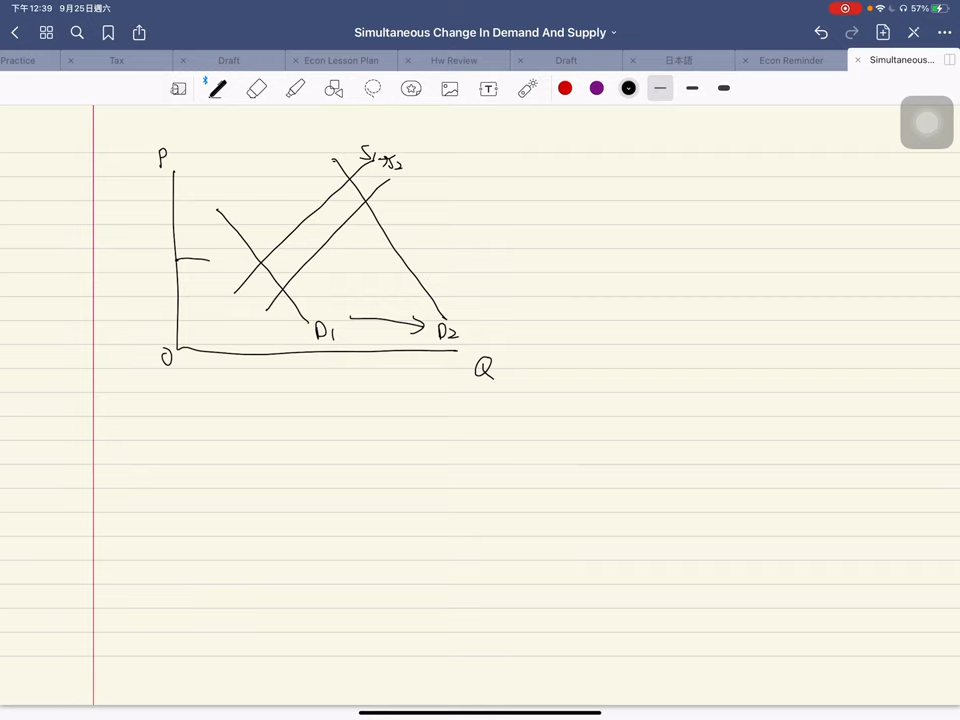 下午12:39 9月25日週六 57%
Simultaneous Change In Demand And Supply
Practice Tax Draft Econ Lesson Plan Hw Review Draft 日本語 Econ Reminder Simultaneous...
P
S1 → S2
D1 D2
O
Q